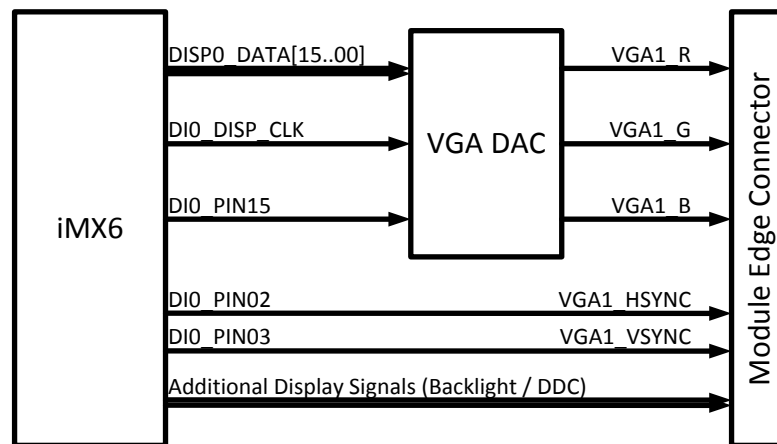 iMX6
DISP0_DATA[15..00]
DI0_DISP_CLK
DI0_PIN15
DI0_PIN02
DI0_PIN03
Additional Display Signals (Backlight / DDC)
VGA DAC
VGA1_R
VGA1_G
VGA1_B
VGA1_HSYNC
VGA1_VSYNC
Module Edge Connector